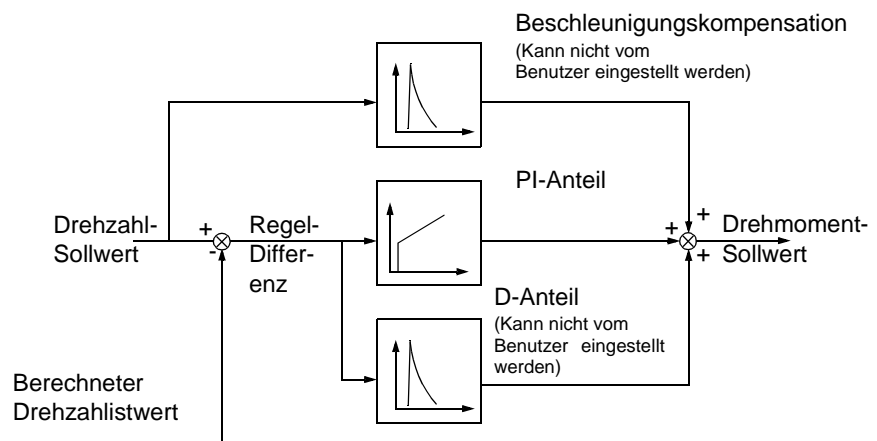 Beschleunigungskompensation
(Kann nicht vom
Benutzer eingestellt werden)
PI-Anteil
Drehzahl-
Sollwert
+
-
Regel-
Differ-
enz
+
+
+
Drehmoment-
Sollwert
D-Anteil
(Kann nicht vom
Benutzer eingestellt
werden)
Berechneter
Drehzahlistwert